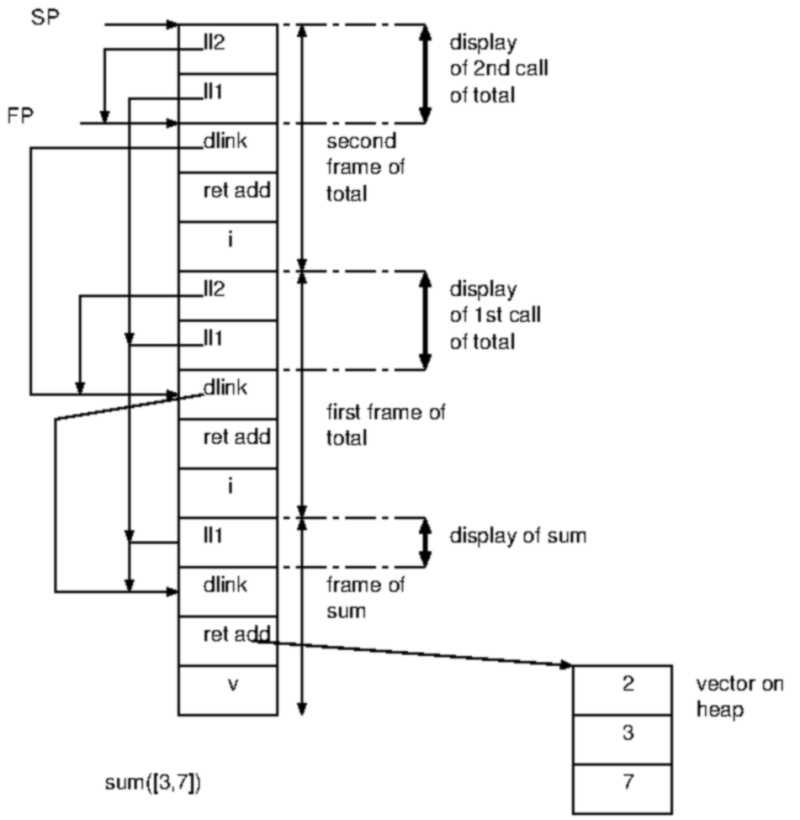 SP
ll2
display
of 2nd call
of total
ll1
FP
dlink
second
frame of
total
ret add
i
ll2
display
of 1st call
of total
ll1
dlink
first frame of
total
ret add
i
ll1
display of sum
dlink
frame of
sum
ret add
v
2
vector on
heap
3
7
sum([3,7])